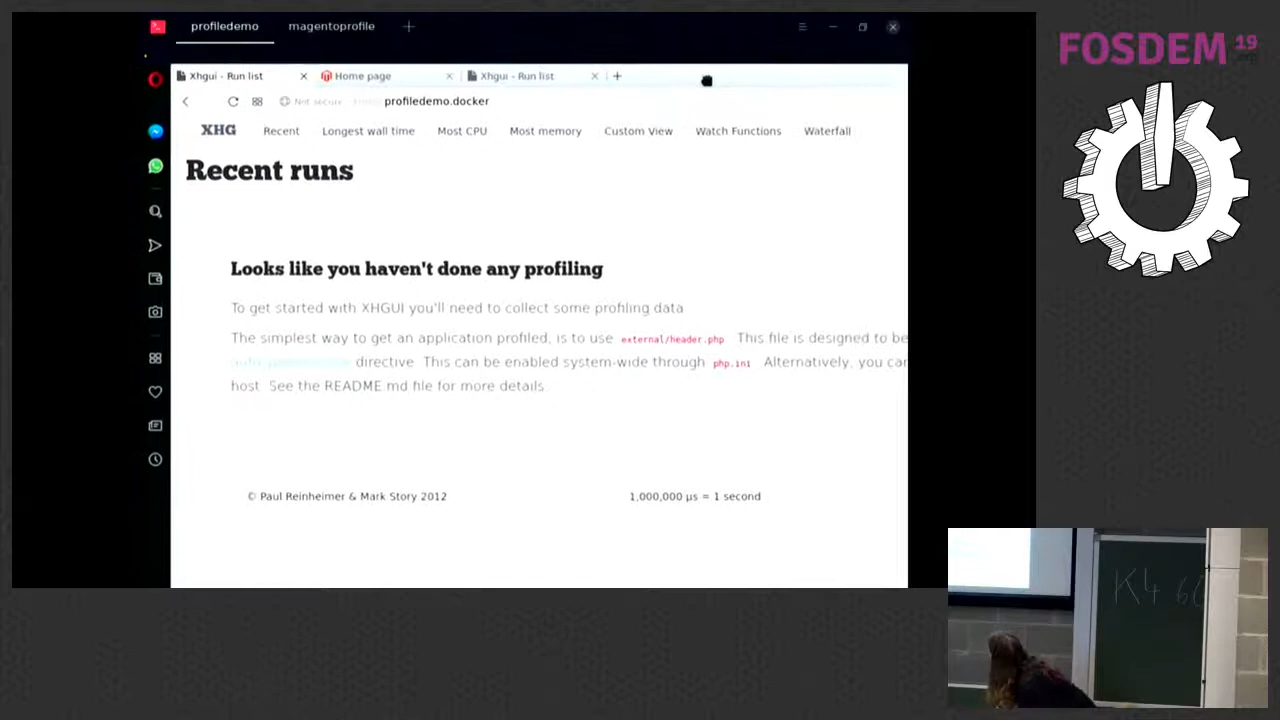 profiledemo magentoprofile
FOSDEM 19
.org
Xhgui - Run list Home page Xhgui - Run list
Not secure profiledemo.docker
XHG Recent Longest wall time Most CPU Most memory Custom View Watch Functions Waterfall
Recent runs
Looks like you haven't done any profiling
To get started with XHGUI you'll need to collect some profiling data
The simplest way to get an application profiled, is to use external/header.php This file is designed to be
directive This can be enabled system-wide through php.ini Alternatively, you can
host See the README md file for more details
© Paul Reinheimer & Mark Story 2012 1,000,000 µs = 1 second
K4